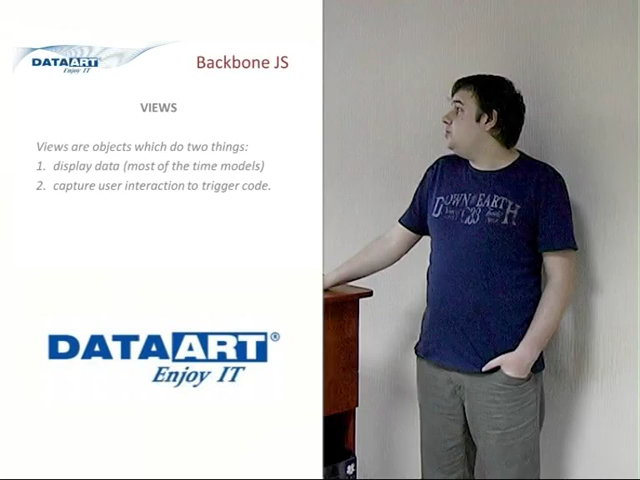 DATAART
Enjoy IT
Backbone JS
VIEWS
Views are objects which do two things:
1. display data (most of the time models)
2. capture user interaction to trigger code.
DATAART®
Enjoy IT
DOWN EARTH